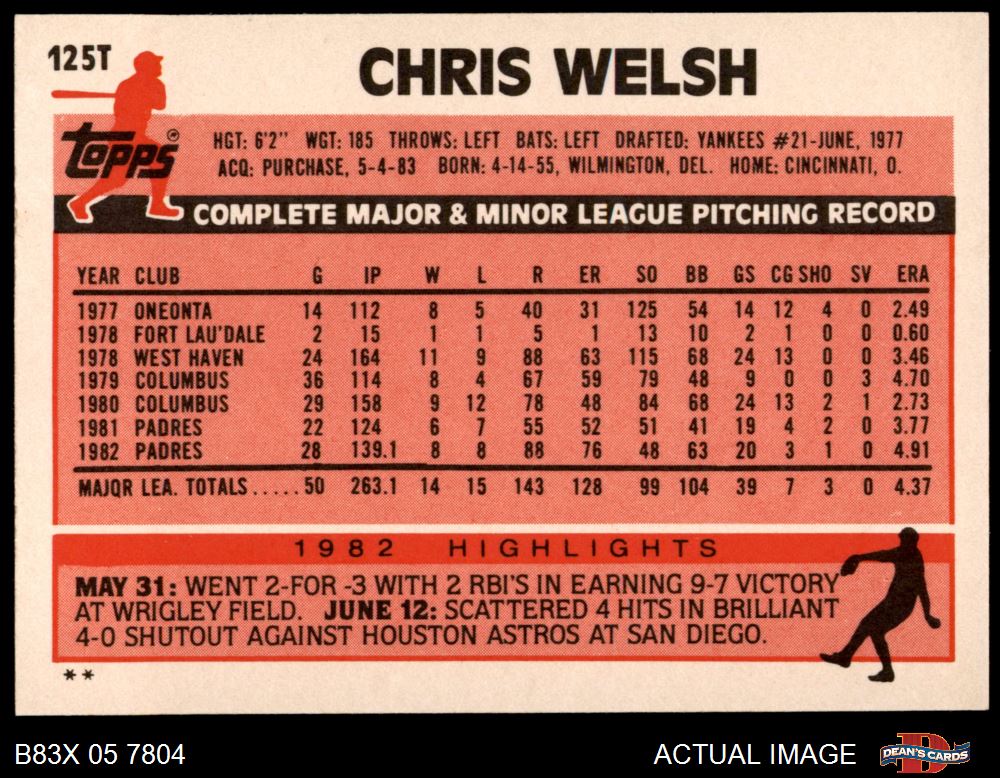 125T
CHRIS WELSH
topps
HGT: 6'2" WGT: 185 THROWS: LEFT BATS: LEFT DRAFTED: YANKEES #21-JUNE, 1977
ACQ: PURCHASE, 5-4-83 BORN: 4-14-55, WILMINGTON, DEL. HOME: CINCINNATI, O.
COMPLETE MAJOR & MINOR LEAGUE PITCHING RECORD
YEAR CLUB G IP W L R ER SO BB GS CG SHO SV ERA
1977 ONEONTA 14 112 8 5 40 31 125 54 14 12 4 0 2.49
1978 FORT LAU'DALE 2 15 1 1 5 1 13 10 2 1 0 0 0.60
1978 WEST HAVEN 24 164 11 9 88 63 115 68 24 13 0 0 3.46
1979 COLUMBUS 36 114 8 4 67 59 79 48 9 0 0 3 4.70
1980 COLUMBUS 29 158 9 12 78 48 84 68 24 13 2 1 2.73
1981 PADRES 22 124 6 7 55 52 51 41 19 4 2 0 3.77
1982 PADRES 28 139.1 8 8 88 76 48 63 20 3 1 0 4.91
MAJOR LEA. TOTALS ..... 50 263.1 14 15 143 128 99 104 39 7 3 0 4.37
1982 HIGHLIGHTS
MAY 31: WENT 2-FOR -3 WITH 2 RBI'S IN EARNING 9-7 VICTORY
AT WRIGLEY FIELD. JUNE 12: SCATTERED 4 HITS IN BRILLIANT
4-0 SHUTOUT AGAINST HOUSTON ASTROS AT SAN DIEGO.
**
B83X 05 7804 ACTUAL IMAGE DEAN'S CARDS